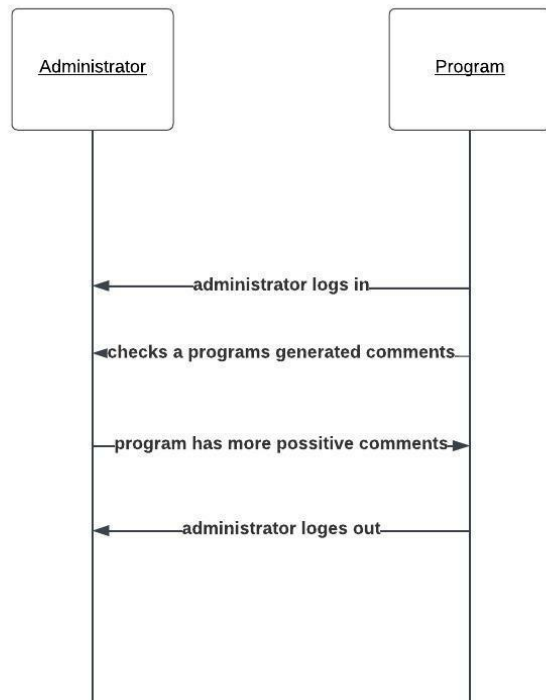 Administrator
Program
administrator logs in
checks a programs generated comments
program has more possitive comments
administrator loges out